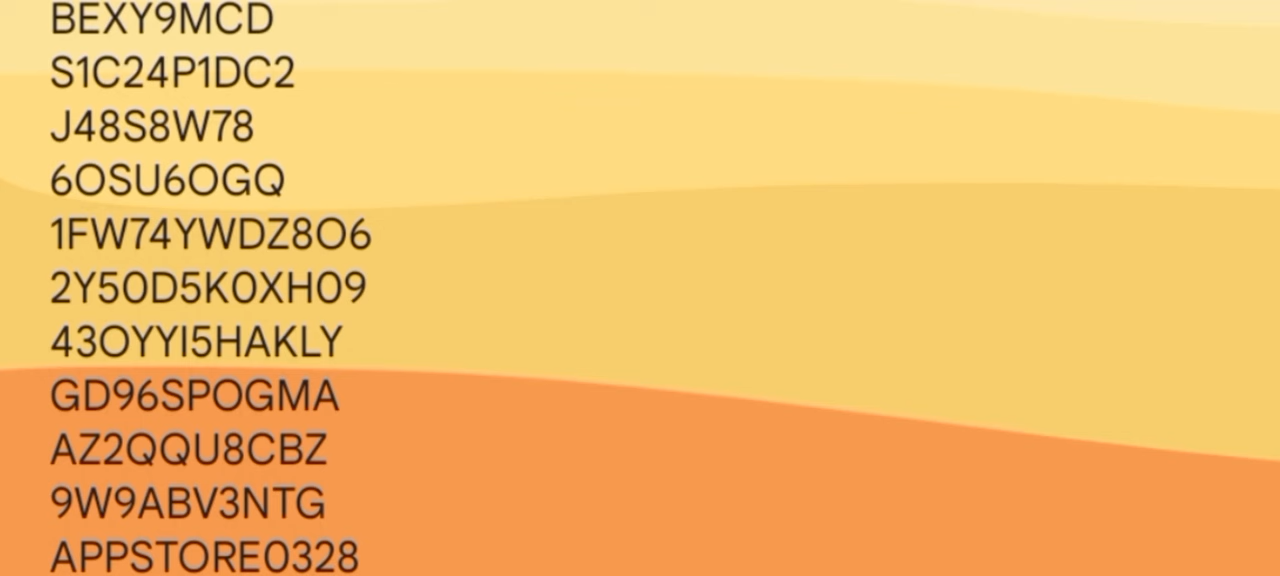 BEXY9MCD
S1C24P1DC2
J48S8W78
6OSU6OGQ
1FW74YWDZ8O6
2Y50D5K0XH09
43OYYI5HAKLY
GD96SPOGMA
AZ2QQU8CBZ
9W9ABV3NTG
APPSTORE0328